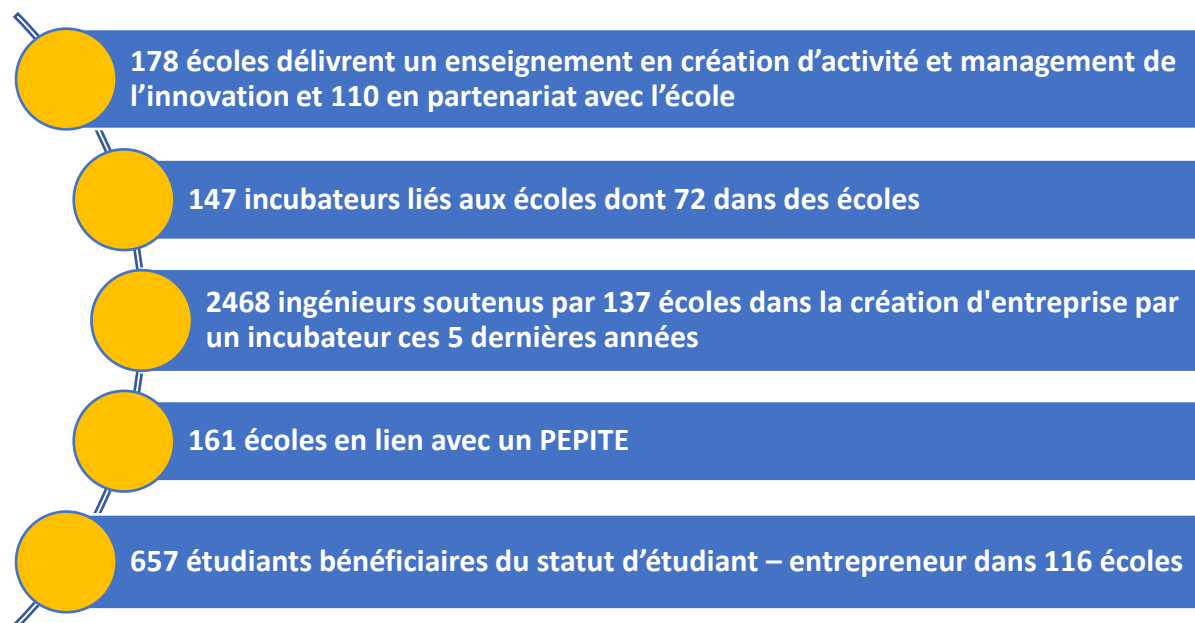 178 écoles délivrent un enseignement en création d’activité et management de
l’innovation et 110 en partenariat avec l’école
147 incubateurs liés aux écoles dont 72 dans des écoles
2468 ingénieurs soutenus par 137 écoles dans la création d'entreprise par
un incubateur ces 5 dernières années
161 écoles en lien avec un PEPITE
657 étudiants bénéficiaires du statut d’étudiant – entrepreneur dans 116 écoles